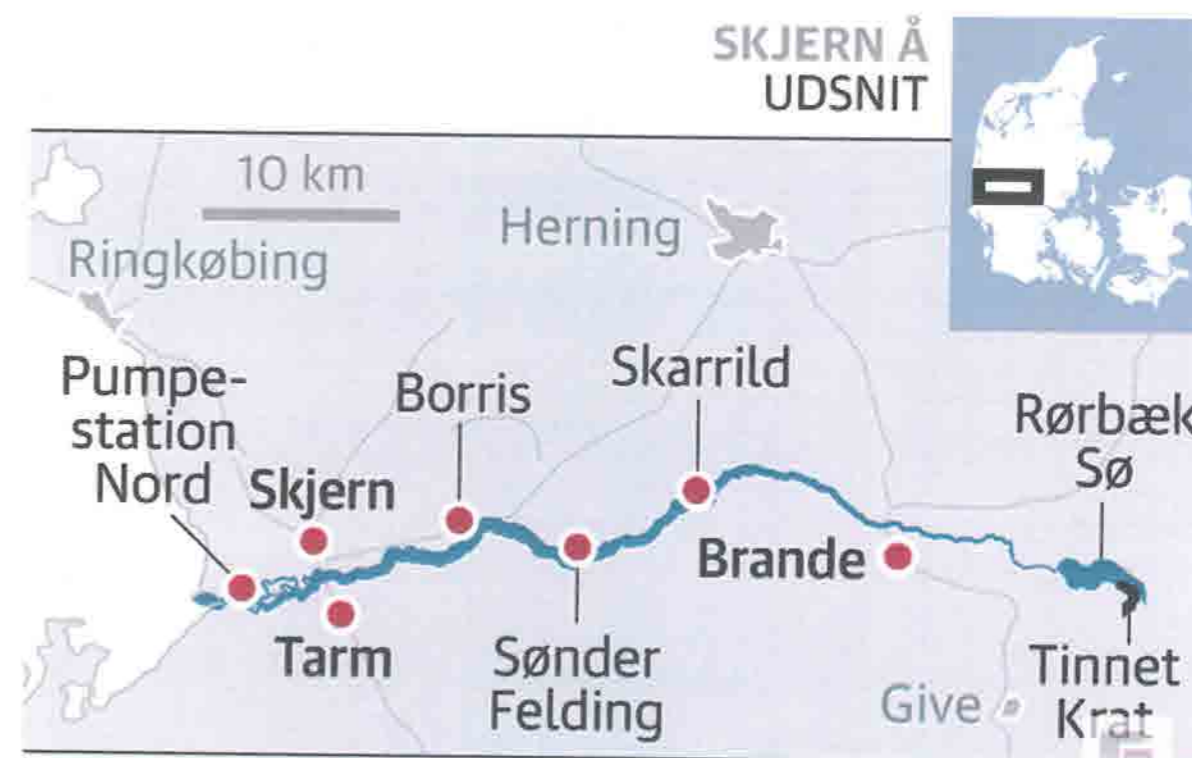 SKJERN Å
UDSNIT
10 km
Herning
Ringkøbing
Pumpe-
station
Nord
Skjern
Borris
Skarrild
Rørbæk
Sø
Brande
Tarm
Sønder
Felding
Give
Tinnet
Krat